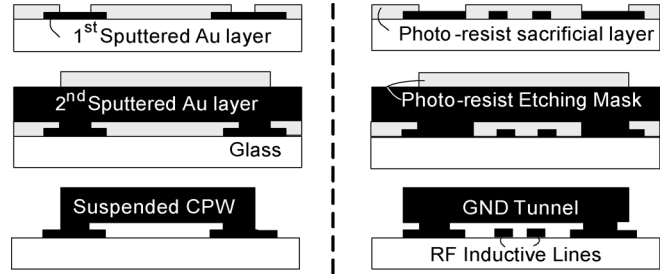 1st Sputtered Au layer
Photo-resist sacrificial layer
2nd Sputtered Au layer
Photo-resist Etching Mask
Glass
Suspended CPW
GND Tunnel
RF Inductive Lines